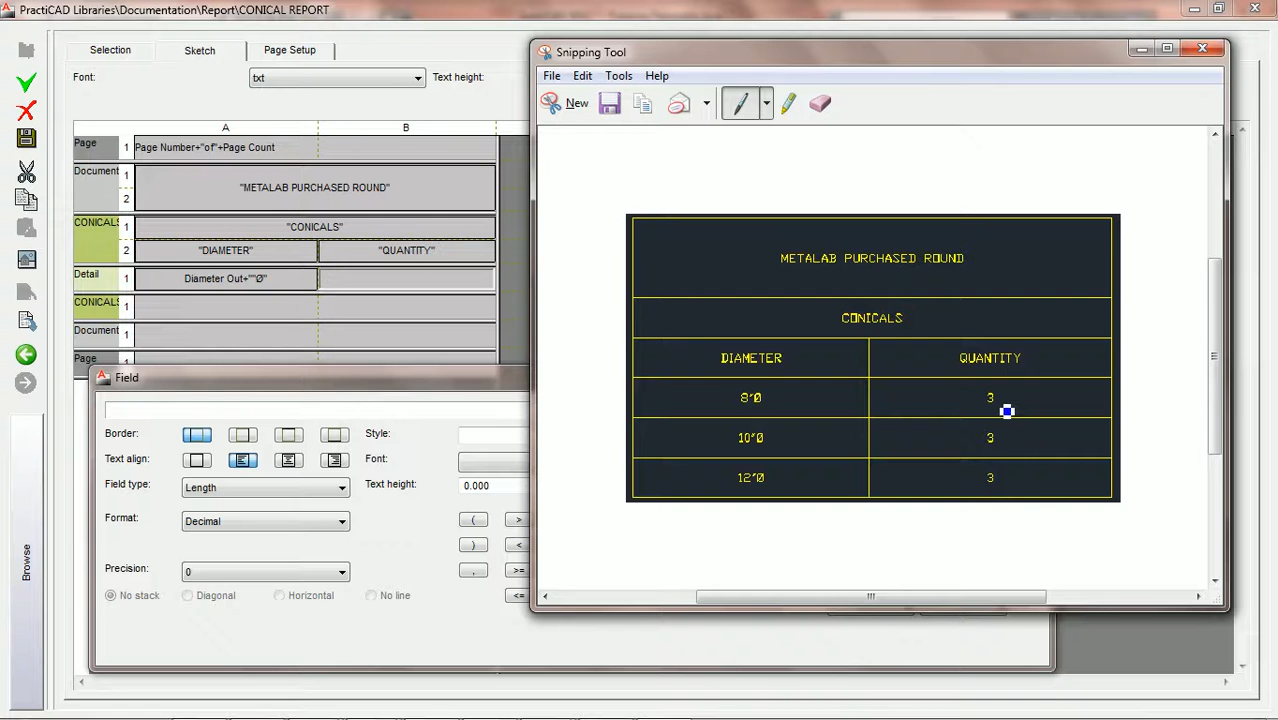 PractiCAD Libraries\Documentation\Report\CONICAL REPORT
Selection Sketch Page Setup
Font: txt Text height:
A B
Page 1 Page Number+"of"+Page Count
Document 1 "METALAB PURCHASED ROUND"
2
CONICALS 1 "CONICALS"
2 "DIAMETER" "QUANTITY"
Detail 1 Diameter Out+""Ø"
CONICALS 1
Document 1
Page 1
Field
Border: Style:
Text align: Font:
Field type: Length Text height: 0.000
Format: Decimal ( >
) <
Precision: 0 , >=
No stack Diagonal Horizontal No line <=
Browse
Snipping Tool
File Edit Tools Help
New
METALAB PURCHASED ROUND
CONICALS
DIAMETER QUANTITY
8"Ø 3
10"Ø 3
12"Ø 3